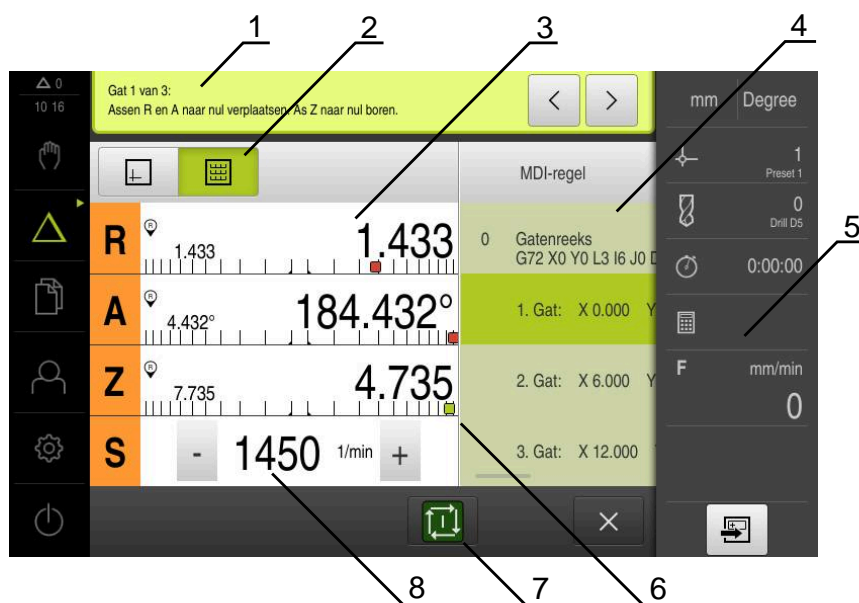 1 2 3 4
0
10 16
Gat 1 van 3:
Assen R en A naar nul verplaatsen. As Z naar nul boren.
< >
mm Degree
MDI-regel
1
Preset 1
0
Drill D5
0:00:00
F mm/min
0
R R 1.433 1.433
A R 4.432° 184.432°
Z R 7.735 4.735
S - 1450 1/min +
0 Gatenreeks
G72 X0 Y0 L3 I6 J0
1. Gat: X 0.000 Y
2. Gat: X 6.000 Y
3. Gat: X 12.000
5
8 7 6